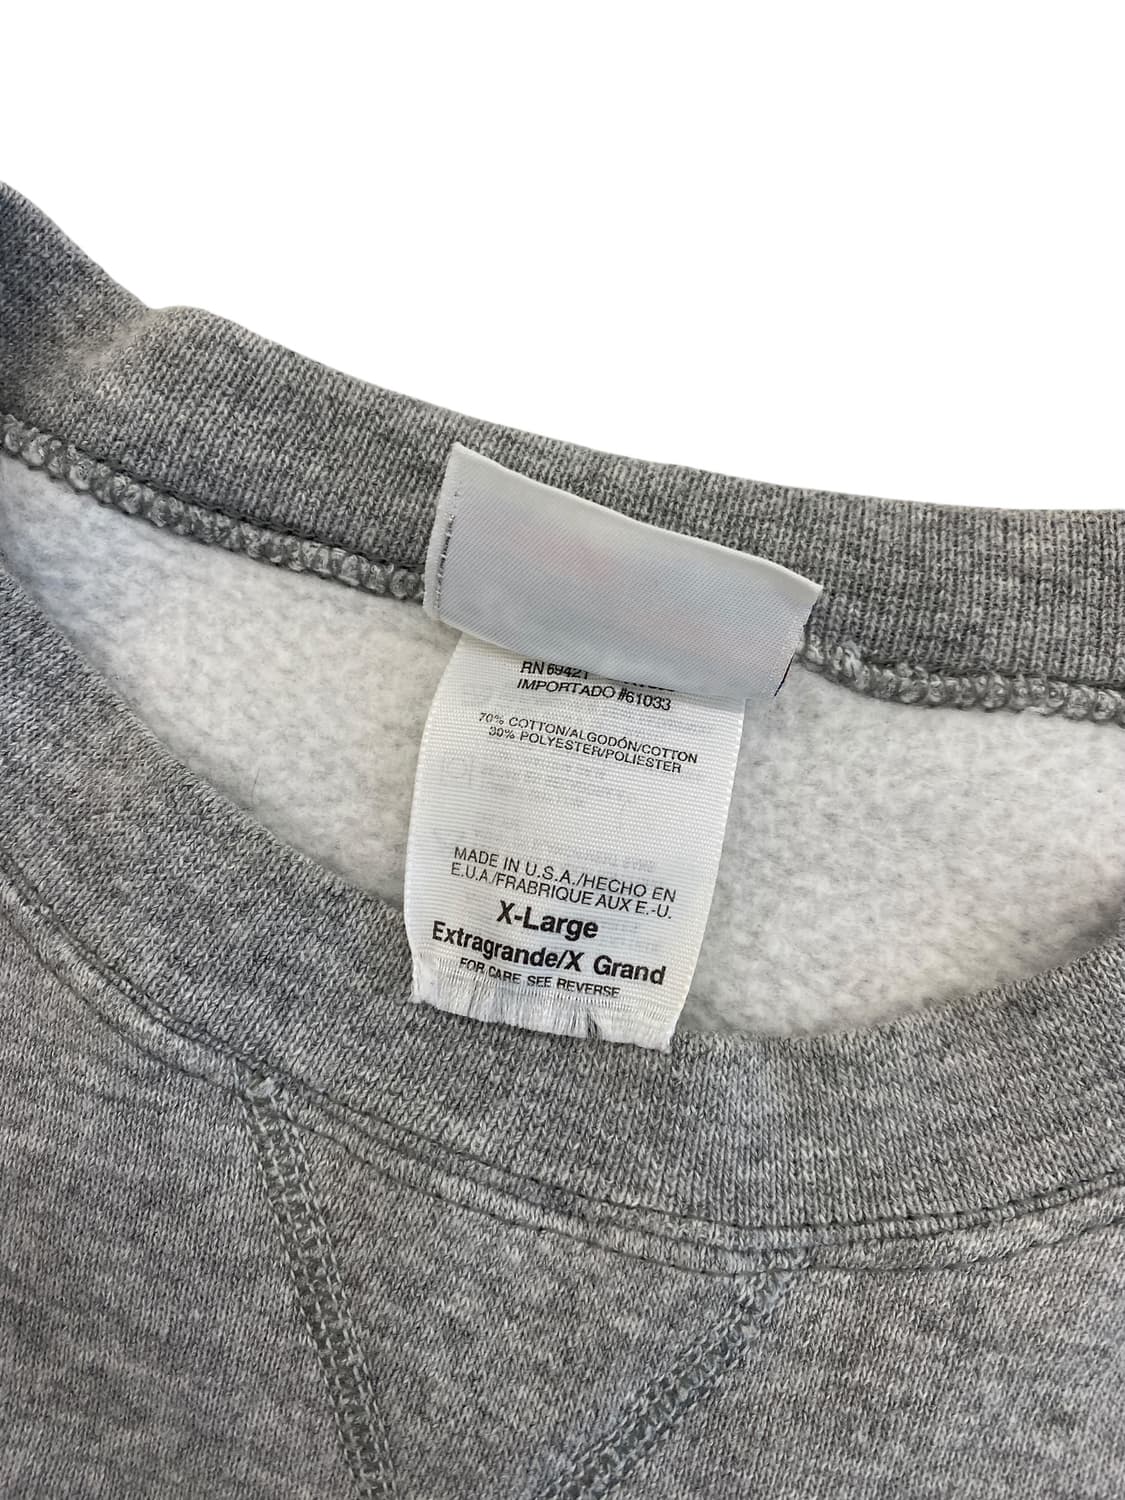 RN 69421
IMPORTADO #61033
70% COTTON/ALGODÓN/COTTON
30% POLYESTER/POLIESTER
MADE IN U.S.A./HECHO EN
E.U.A./FRABRIQUE AUX E.-U.
X-Large
Extragrande/X Grand
FOR CARE SEE REVERSE